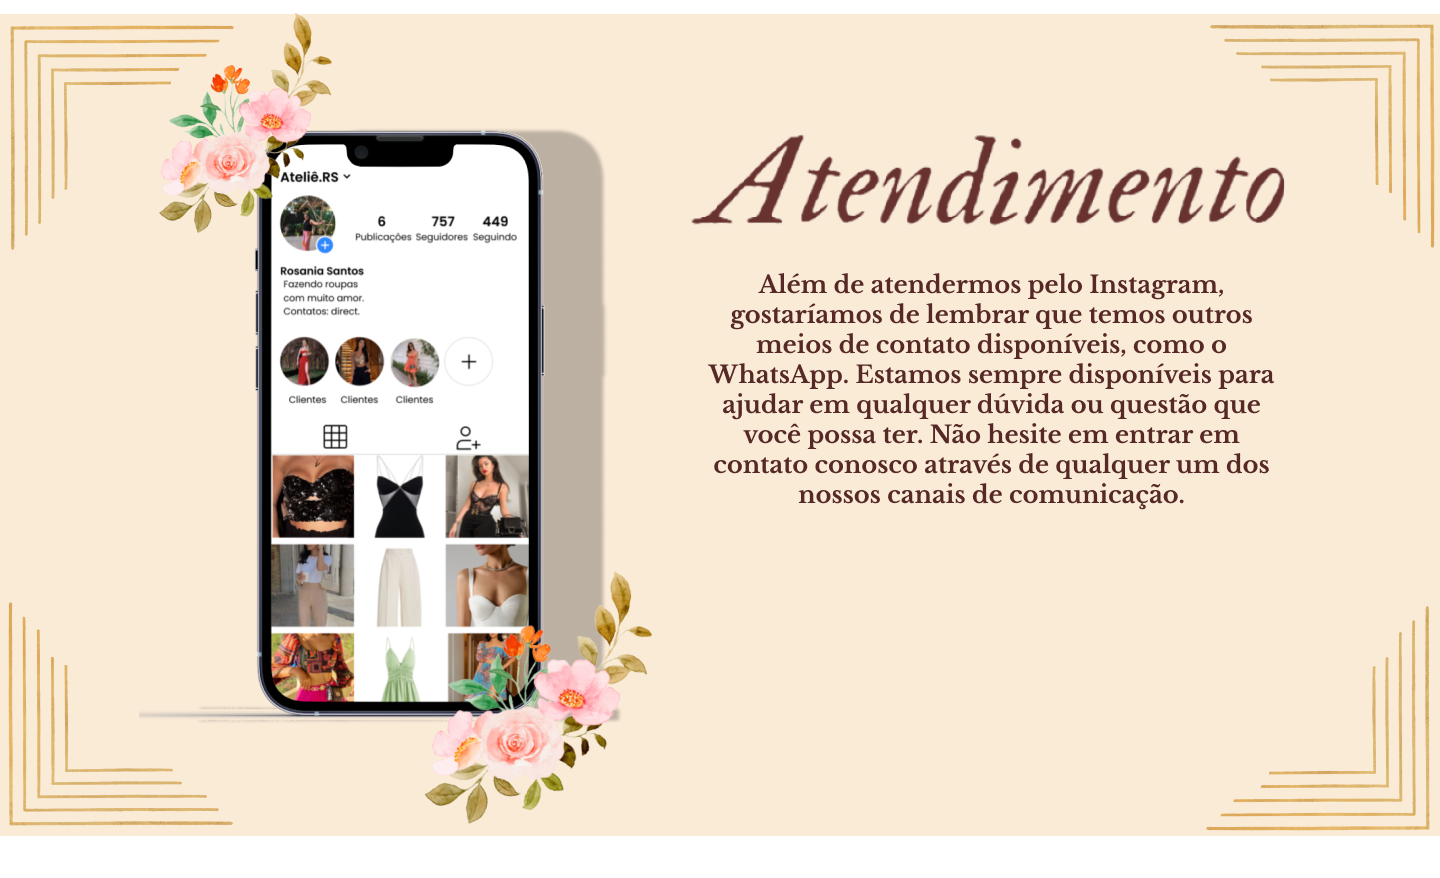 Ateliê.RS
6 757 449
Publicações Seguidores Seguindo
Rosania Santos
Fazendo roupas
com muito amor.
Contatos: direct.
Clientes Clientes Clientes
Atendimento
Além de atendermos pelo Instagram,
gostaríamos de lembrar que temos outros
meios de contato disponíveis, como o
WhatsApp. Estamos sempre disponíveis para
ajudar em qualquer dúvida ou questão que
você possa ter. Não hesite em entrar em
contato conosco através de qualquer um dos
nossos canais de comunicação.